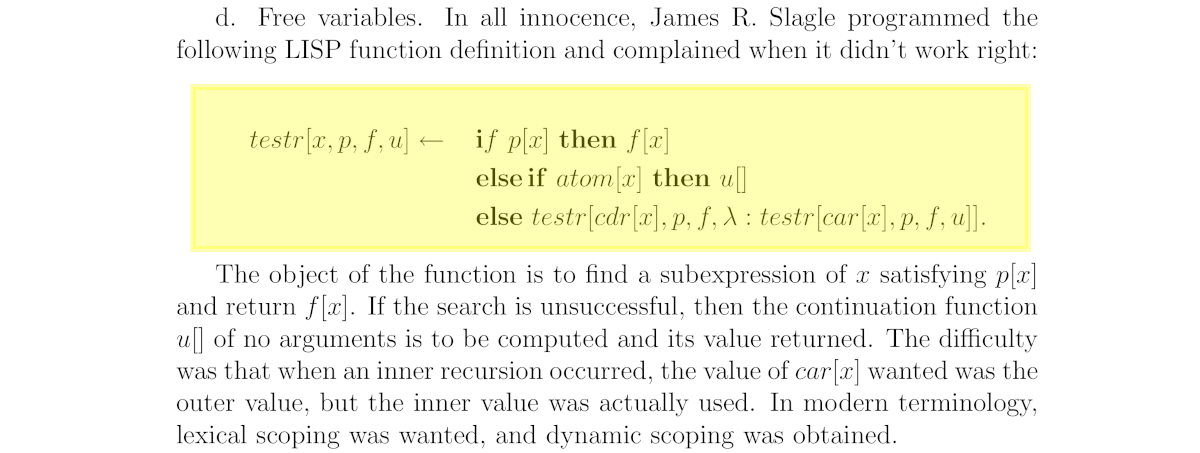 d. Free variables. In all innocence, James R. Slagle programmed the
following LISP function definition and complained when it didn't work right:
testr[x, p, f, u] ← if p[x] then f[x]
else if atom[x] then u[]
else testr[cdr[x], p, f, λ : testr[car[x], p, f, u]].
The object of the function is to find a subexpression of x satisfying p[x]
and return f[x]. If the search is unsuccessful, then the continuation function
u[] of no arguments is to be computed and its value returned. The difficulty
was that when an inner recursion occurred, the value of car[x] wanted was the
outer value, but the inner value was actually used. In modern terminology,
lexical scoping was wanted, and dynamic scoping was obtained.